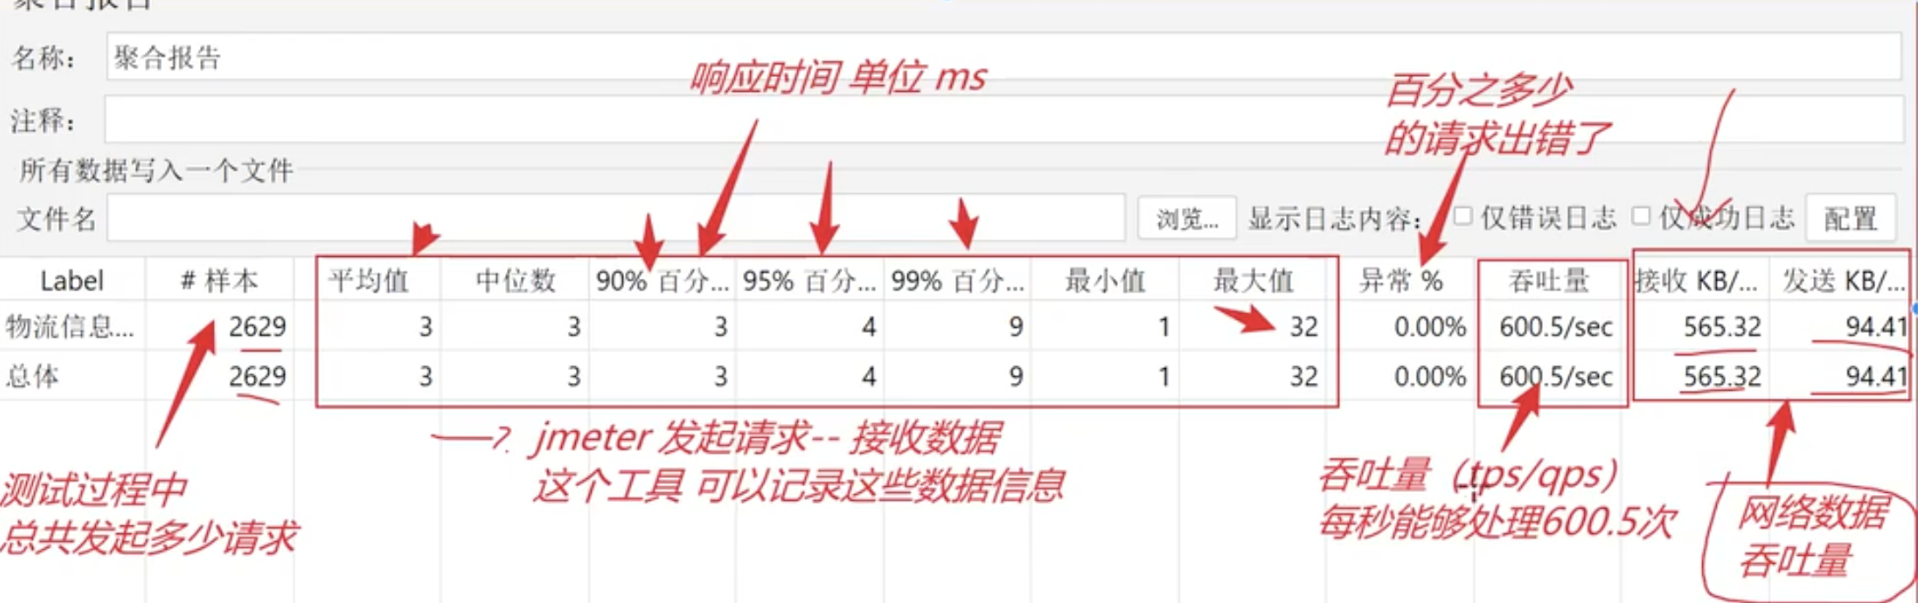 名称： 聚合报告
响应时间 单位 ms
百分之多少
的请求出错了
注释：
所有数据写入一个文件
文件名 浏览... 显示日志内容： 仅错误日志 仅成功日志 配置
Label # 样本 平均值 中位数 90% 百分... 95% 百分... 99% 百分... 最小值 最大值 异常 % 吞吐量 接收 KB/... 发送 KB/...
物流信息... 2629 3 3 3 4 9 1 32 0.00% 600.5/sec 565.32 94.41
总体 2629 3 3 3 4 9 1 32 0.00% 600.5/sec 565.32 94.41
jmeter 发起请求-- 接收数据
这个工具 可以记录这些数据信息
测试过程中
总共发起多少请求
吞吐量（tps/qps）
每秒能够处理600.5次
网络数据
吞吐量